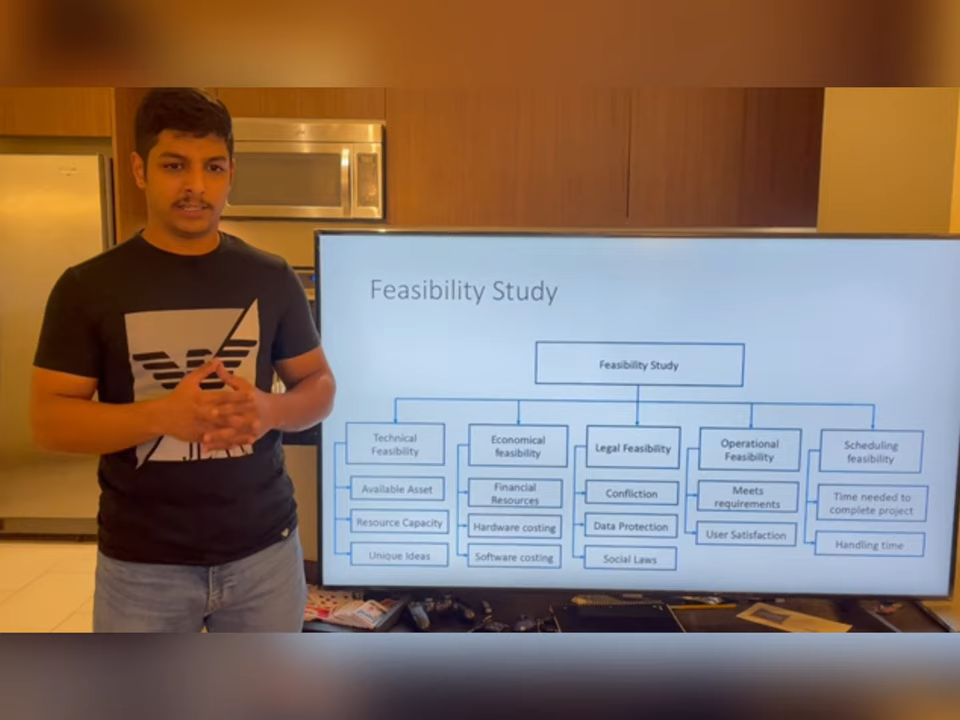 Feasibility Study
Feasibility Study
Technical
Feasibility
Economical
feasibility
Legal Feasibility
Operational
Feasibility
Scheduling
feasibility
Available Asset
Financial
Resources
Confliction
Meets
requirements
Time needed to
complete project
Resource Capacity
Hardware costing
Data Protection
User Satisfaction
Handling time
Unique Ideas
Software costing
Social Laws